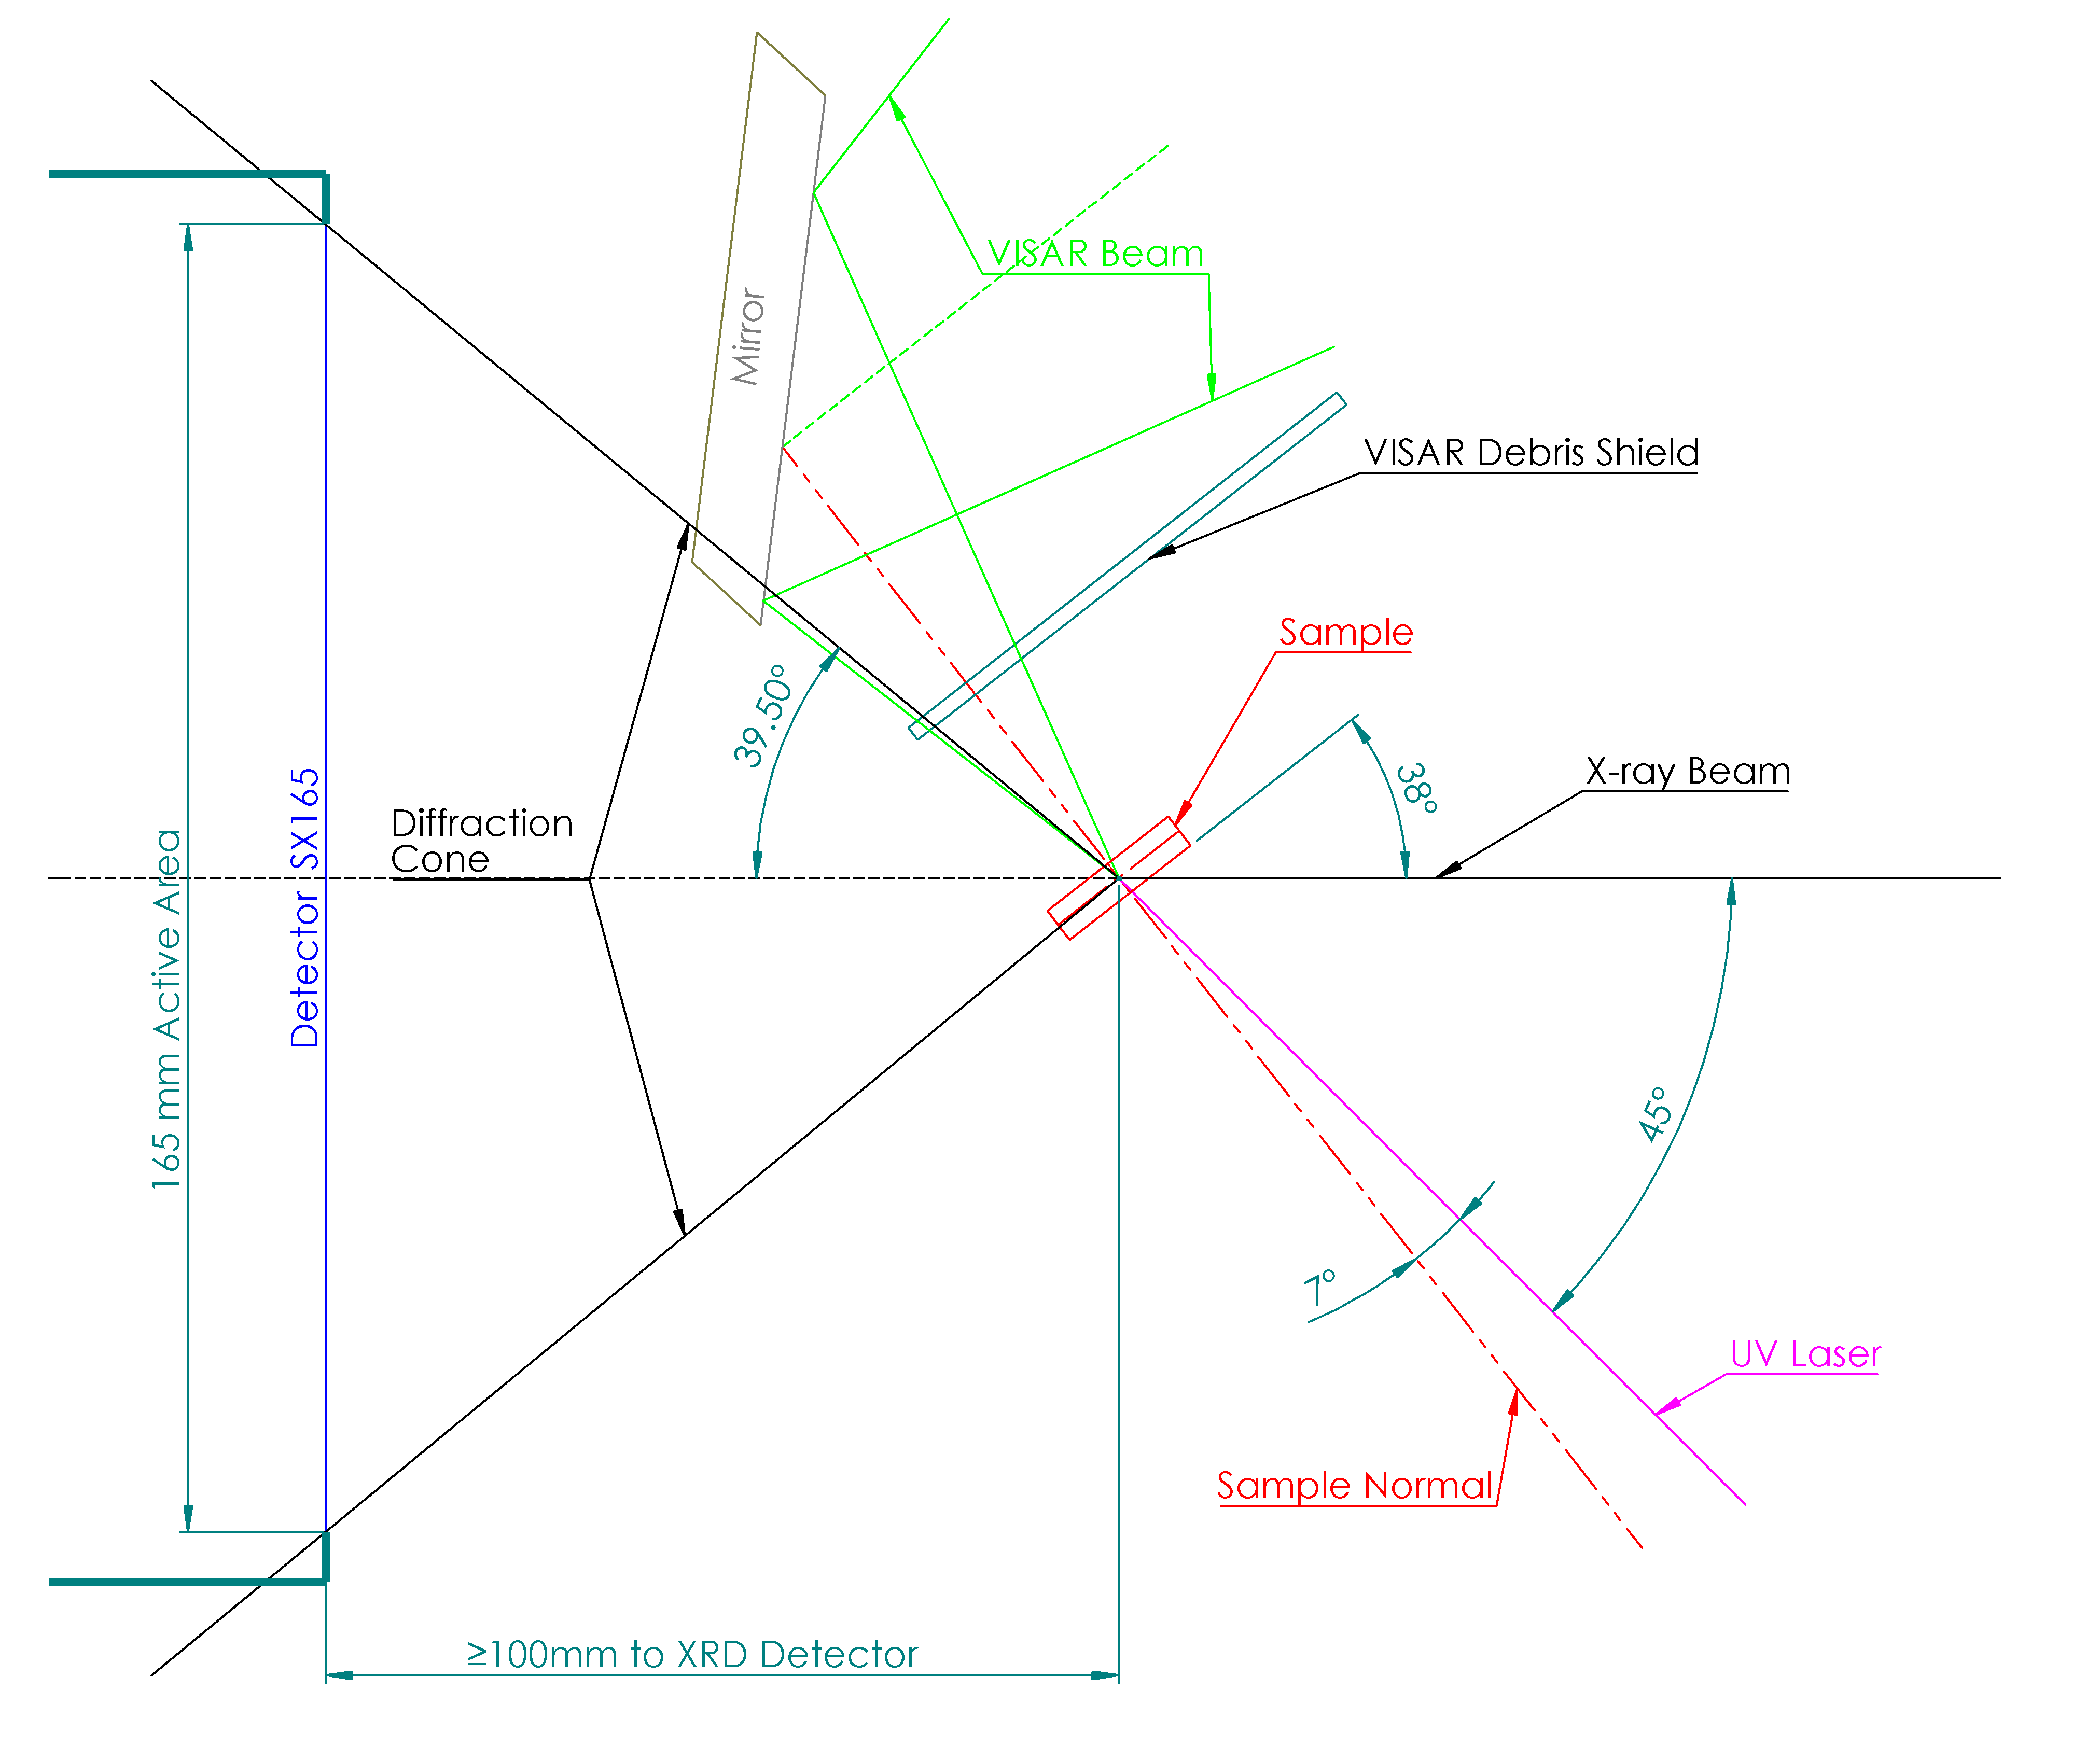 Mirror
VISAR Beam
VISAR Debris Shield
Sample
39.50°
38°
X-ray Beam
Diffraction
Cone
Detector SX165
165 mm Active Area
45°
7°
UV Laser
Sample Normal
≥100mm to XRD Detector